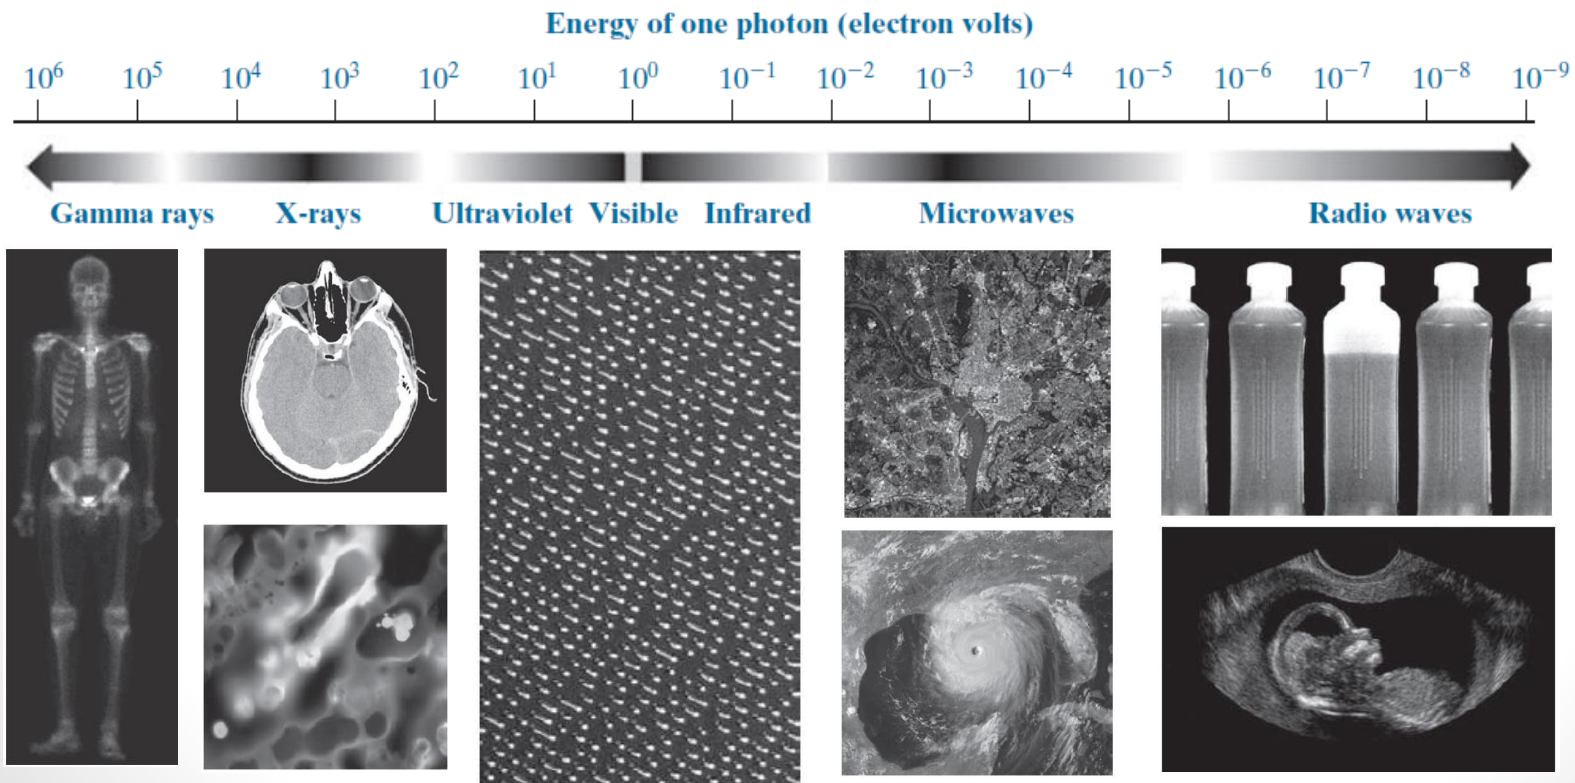 Energy of one photon (electron volts)
10⁶ 10⁵ 10⁴ 10³ 10² 10¹ 10⁰ 10⁻¹ 10⁻² 10⁻³ 10⁻⁴ 10⁻⁵ 10⁻⁶ 10⁻⁷ 10⁻⁸ 10⁻⁹
Gamma rays X-rays Ultraviolet Visible Infrared Microwaves Radio waves